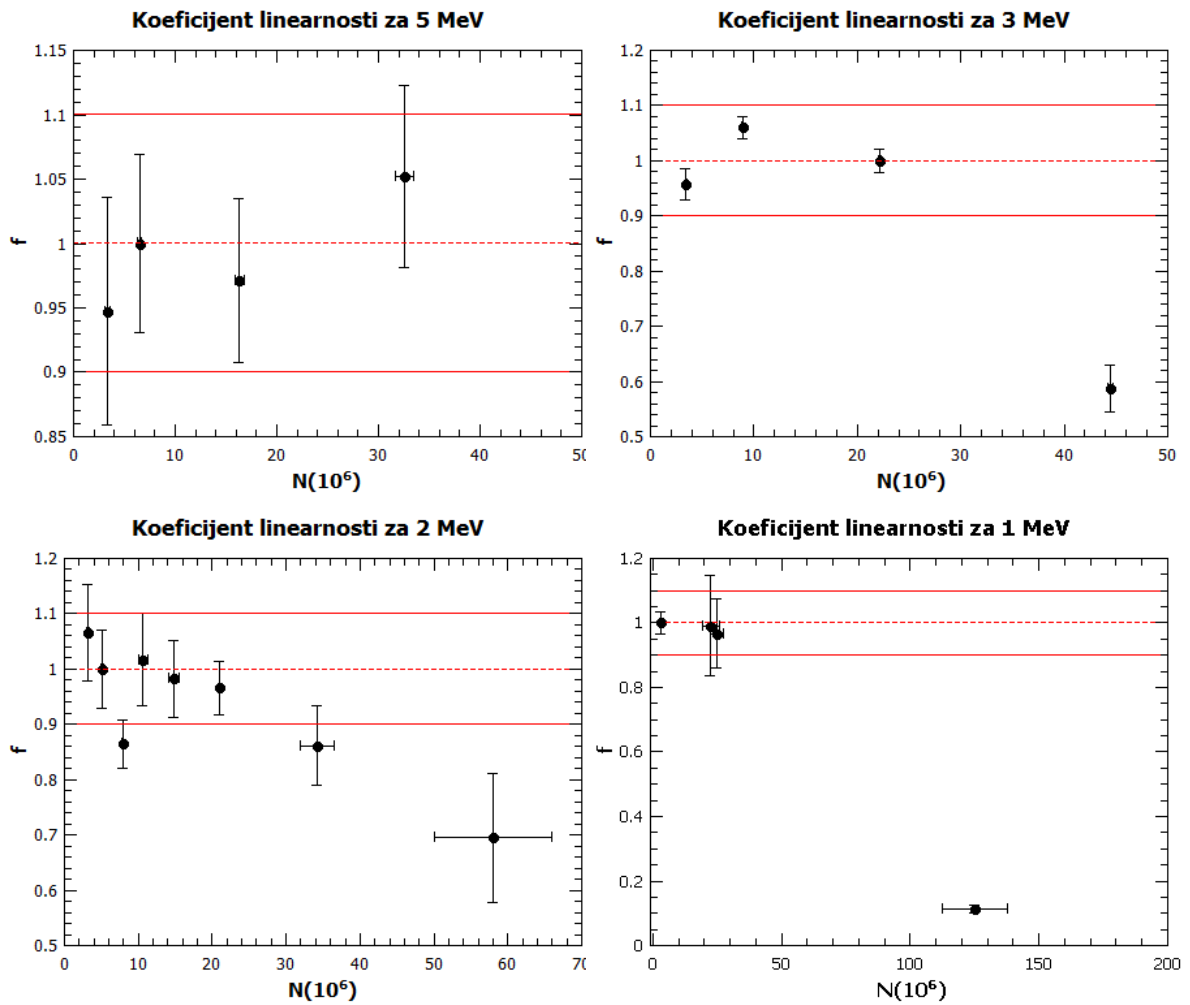 Koeficijent linearnosti za 5 MeV
1.15
1.1
1.05
1
0.95
0.9
0.85
f
0 10 20 30 40 50
N(10⁶)
Koeficijent linearnosti za 3 MeV
1.2
1.1
1
0.9
0.8
0.7
0.6
0.5
f
0 10 20 30 40 50
N(10⁶)
Koeficijent linearnosti za 2 MeV
1.2
1.1
1
0.9
0.8
0.7
0.6
0.5
f
0 10 20 30 40 50 60 70
N(10⁶)
Koeficijent linearnosti za 1 MeV
1.2
1
0.8
0.6
0.4
0.2
0
f
0 50 100 150 200
N(10⁶)